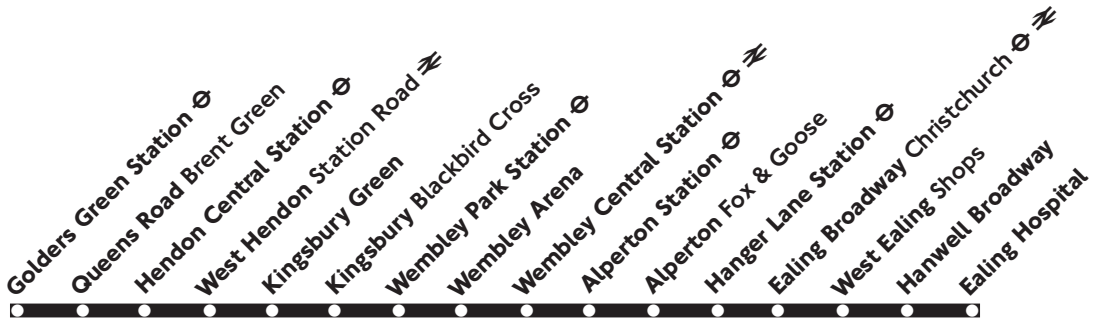 Golders Green Station
Queens Road Brent Green
Hendon Central Station
West Hendon Station Road
Kingsbury Green
Kingsbury Blackbird Cross
Wembley Park Station
Wembley Arena
Wembley Central Station
Alperton Station
Alperton Fox & Goose
Hanger Lane Station
Ealing Broadway Christchurch
West Ealing Shops
Hanwell Broadway
Ealing Hospital